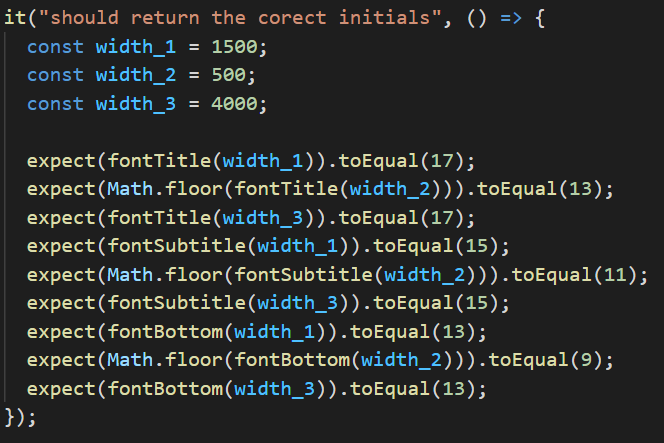 it("should return the corect initials", () => {
  const width_1 = 1500;
  const width_2 = 500;
  const width_3 = 4000;

  expect(fontTitle(width_1)).toEqual(17);
  expect(Math.floor(fontTitle(width_2))).toEqual(13);
  expect(fontTitle(width_3)).toEqual(17);
  expect(fontSubtitle(width_1)).toEqual(15);
  expect(Math.floor(fontSubtitle(width_2))).toEqual(11);
  expect(fontSubtitle(width_3)).toEqual(15);
  expect(fontBottom(width_1)).toEqual(13);
  expect(Math.floor(fontBottom(width_2))).toEqual(9);
  expect(fontBottom(width_3)).toEqual(13);
});